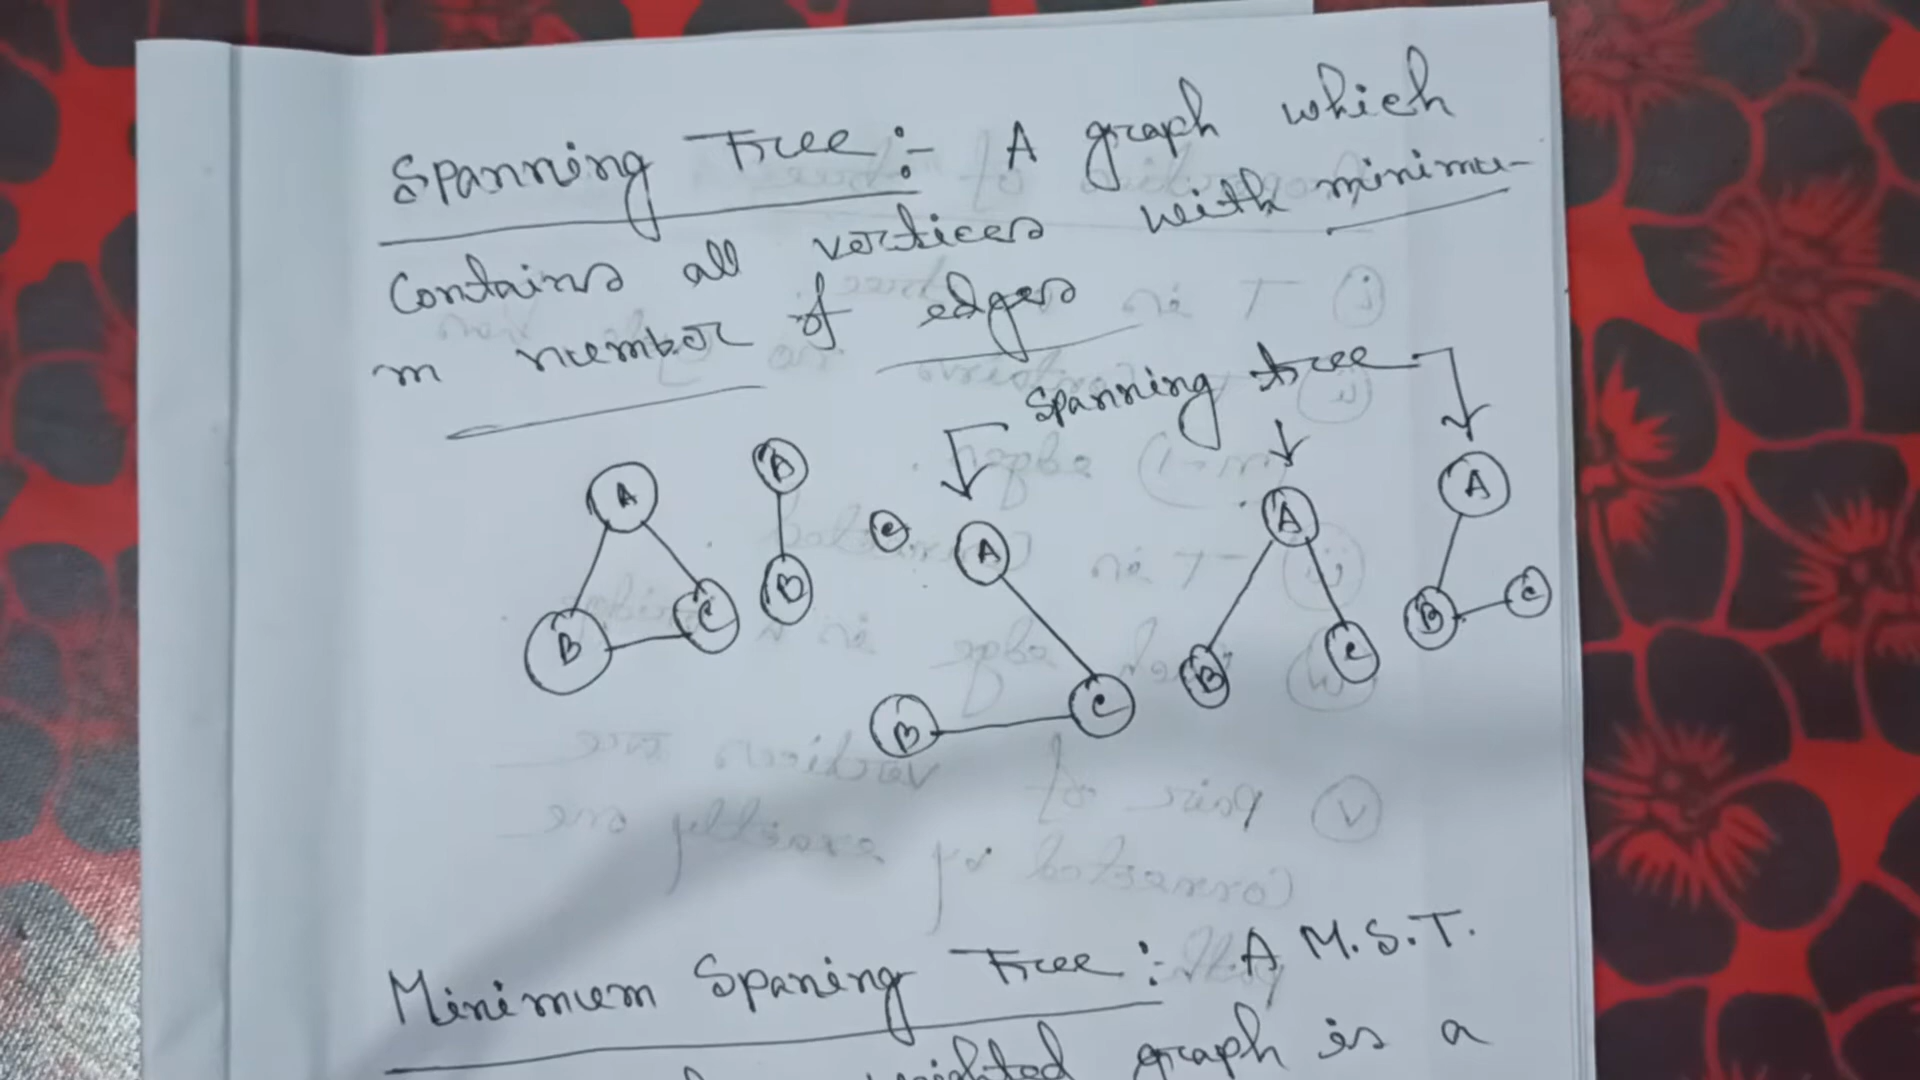 Spanning Tree :- A graph which
contains all vertices with minimu-
m number of edges
Spanning tree
A A
B C B C
A A A
B C B C B C
Minimum Spaning Tree :- A M.S.T.
weighted graph is a